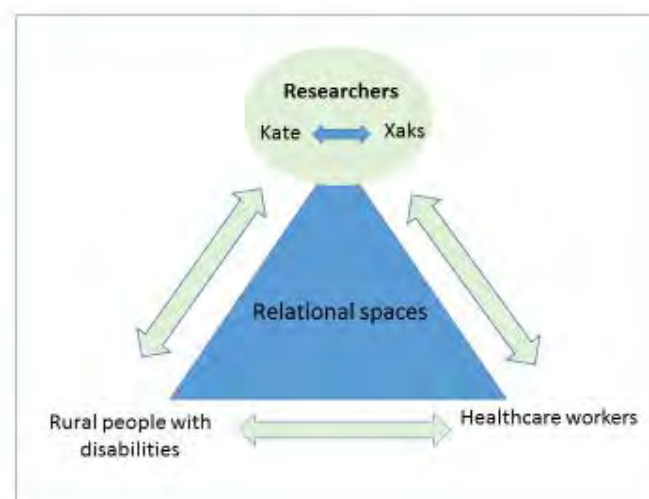 Researchers
Kate Xaks
Relational spaces
Rural people with
disabilities
Healthcare workers